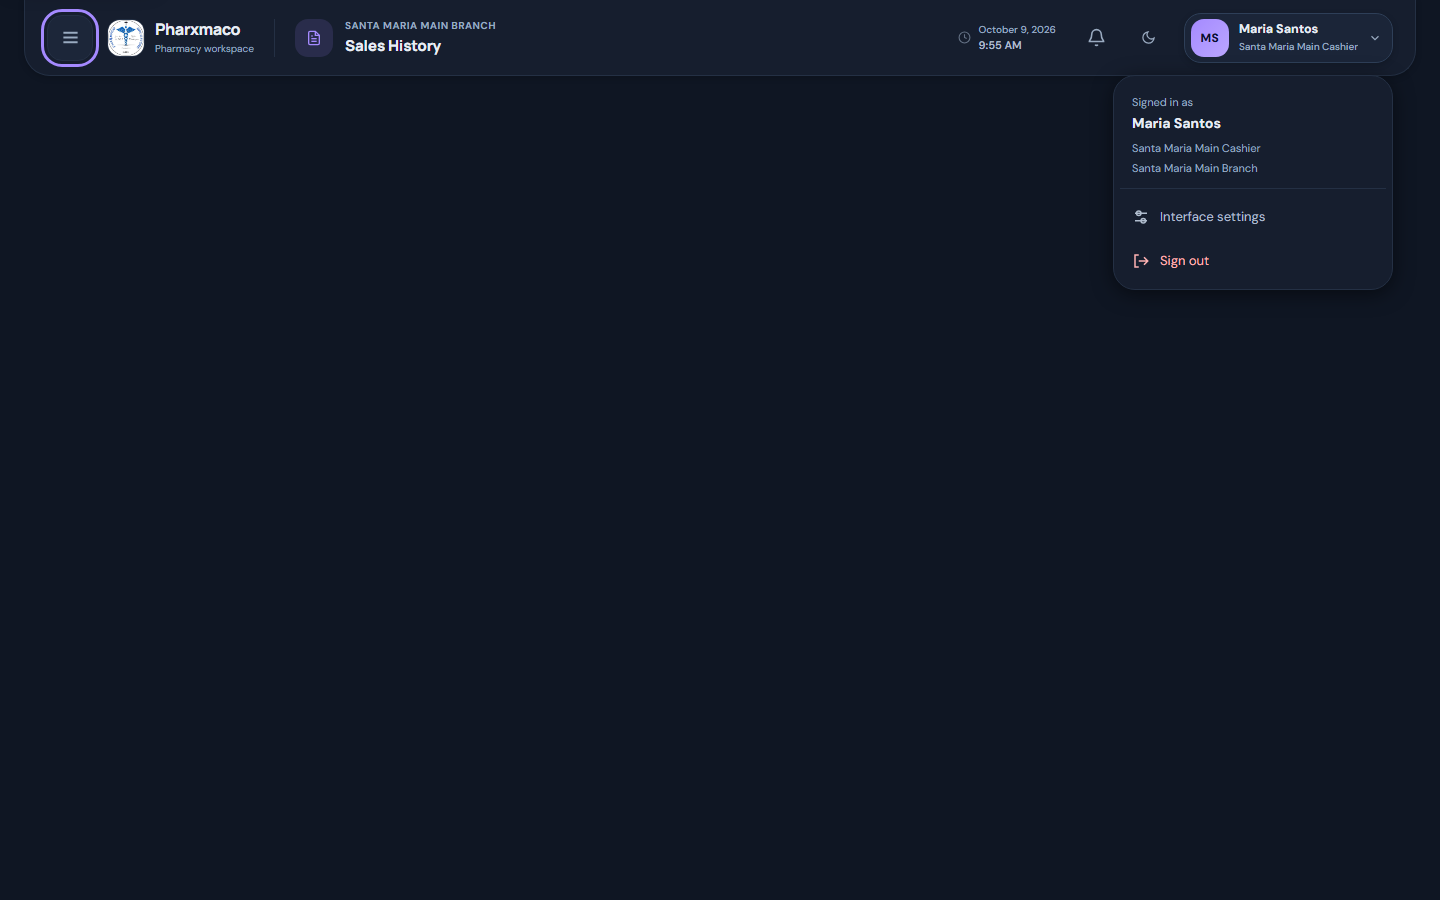 Pharxmaco
Pharmacy workspace
SANTA MARIA MAIN BRANCH
Sales History
October 9, 2026
9:55 AM
MS
Maria Santos
Santa Maria Main Cashier
Signed in as
Maria Santos
Santa Maria Main Cashier
Santa Maria Main Branch
Interface settings
Sign out